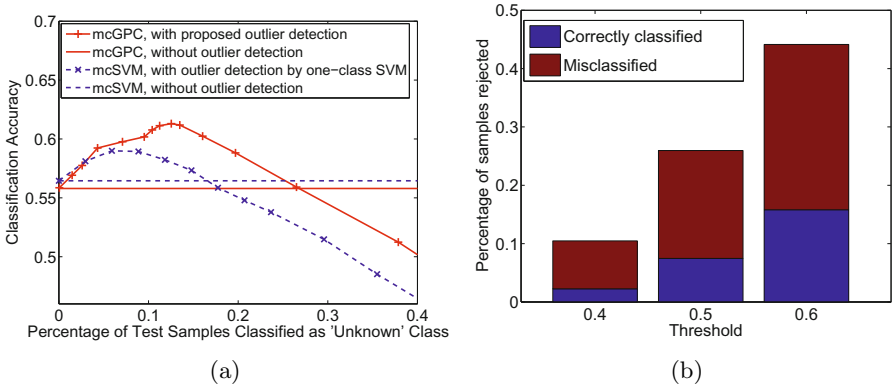 0.7
0.65
0.6
0.55
0.5
Classification Accuracy
mcGPC, with proposed outlier detection
mcGPC, without outlier detection
mcSVM, with outlier detection by one−class SVM
mcSVM, without outlier detection
0
0.1
0.2
0.3
0.4
Percentage of Test Samples Classified as 'Unknown' Class
(a)
0.5
0.4
0.3
0.2
0.1
0
Percentage of samples rejected
Correctly classified
Misclassified
0.4
0.5
0.6
Threshold
(b)